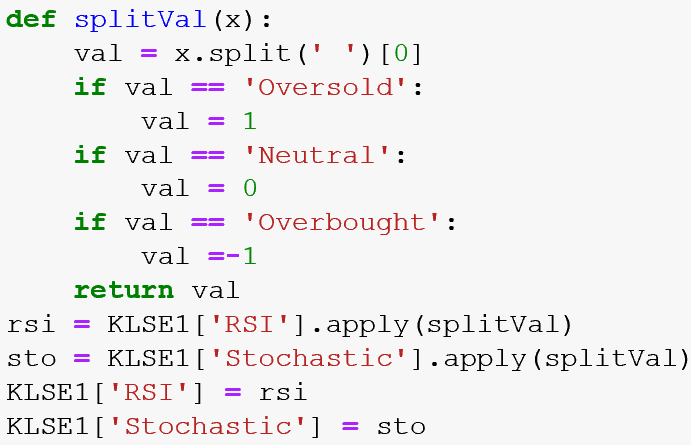 def splitVal(x):
    val = x.split(' ')[0]
    if val == 'Oversold':
        val = 1
    if val == 'Neutral':
        val = 0
    if val == 'Overbought':
        val =-1
    return val
rsi = KLSE1['RSI'].apply(splitVal)
sto = KLSE1['Stochastic'].apply(splitVal)
KLSE1['RSI'] = rsi
KLSE1['Stochastic'] = sto